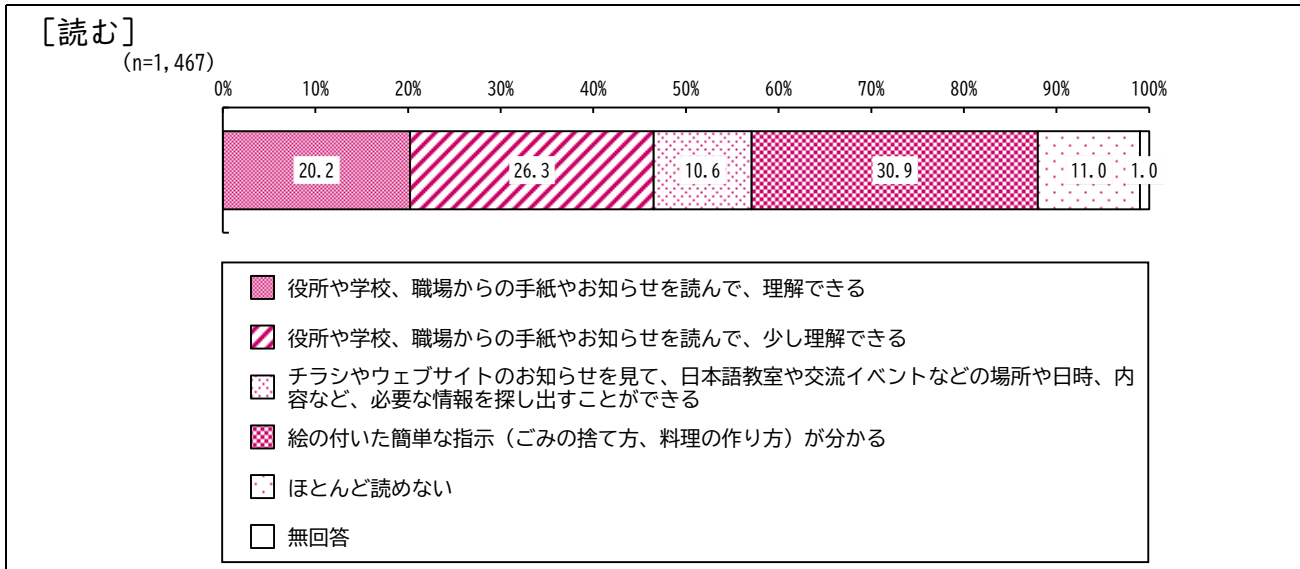 ［読む］
(n=1,467)
0% 10% 20% 30% 40% 50% 60% 70% 80% 90% 100%
20.2 26.3 10.6 30.9 11.0 1.0
役所や学校、職場からの手紙やお知らせを読んで、理解できる
役所や学校、職場からの手紙やお知らせを読んで、少し理解できる
チラシやウェブサイトのお知らせを見て、日本語教室や交流イベントなどの場所や日時、内
容など、必要な情報を探し出すことができる
絵の付いた簡単な指示（ごみの捨て方、料理の作り方）が分かる
ほとんど読めない
無回答